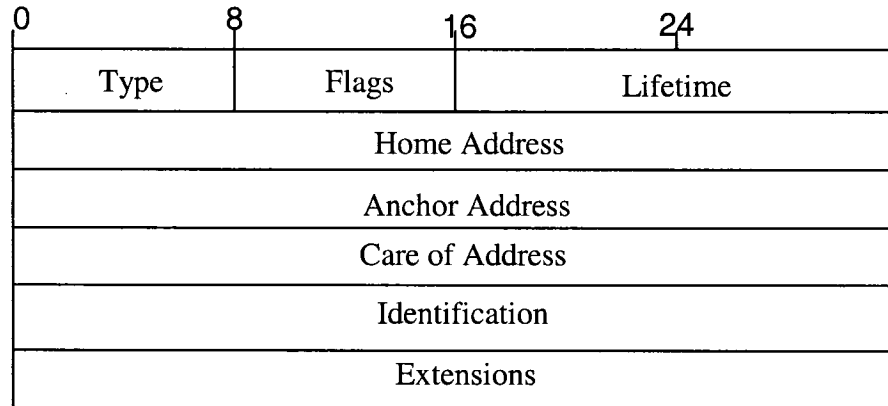 0 8 16 24
Type Flags Lifetime
Home Address
Anchor Address
Care of Address
Identification
Extensions